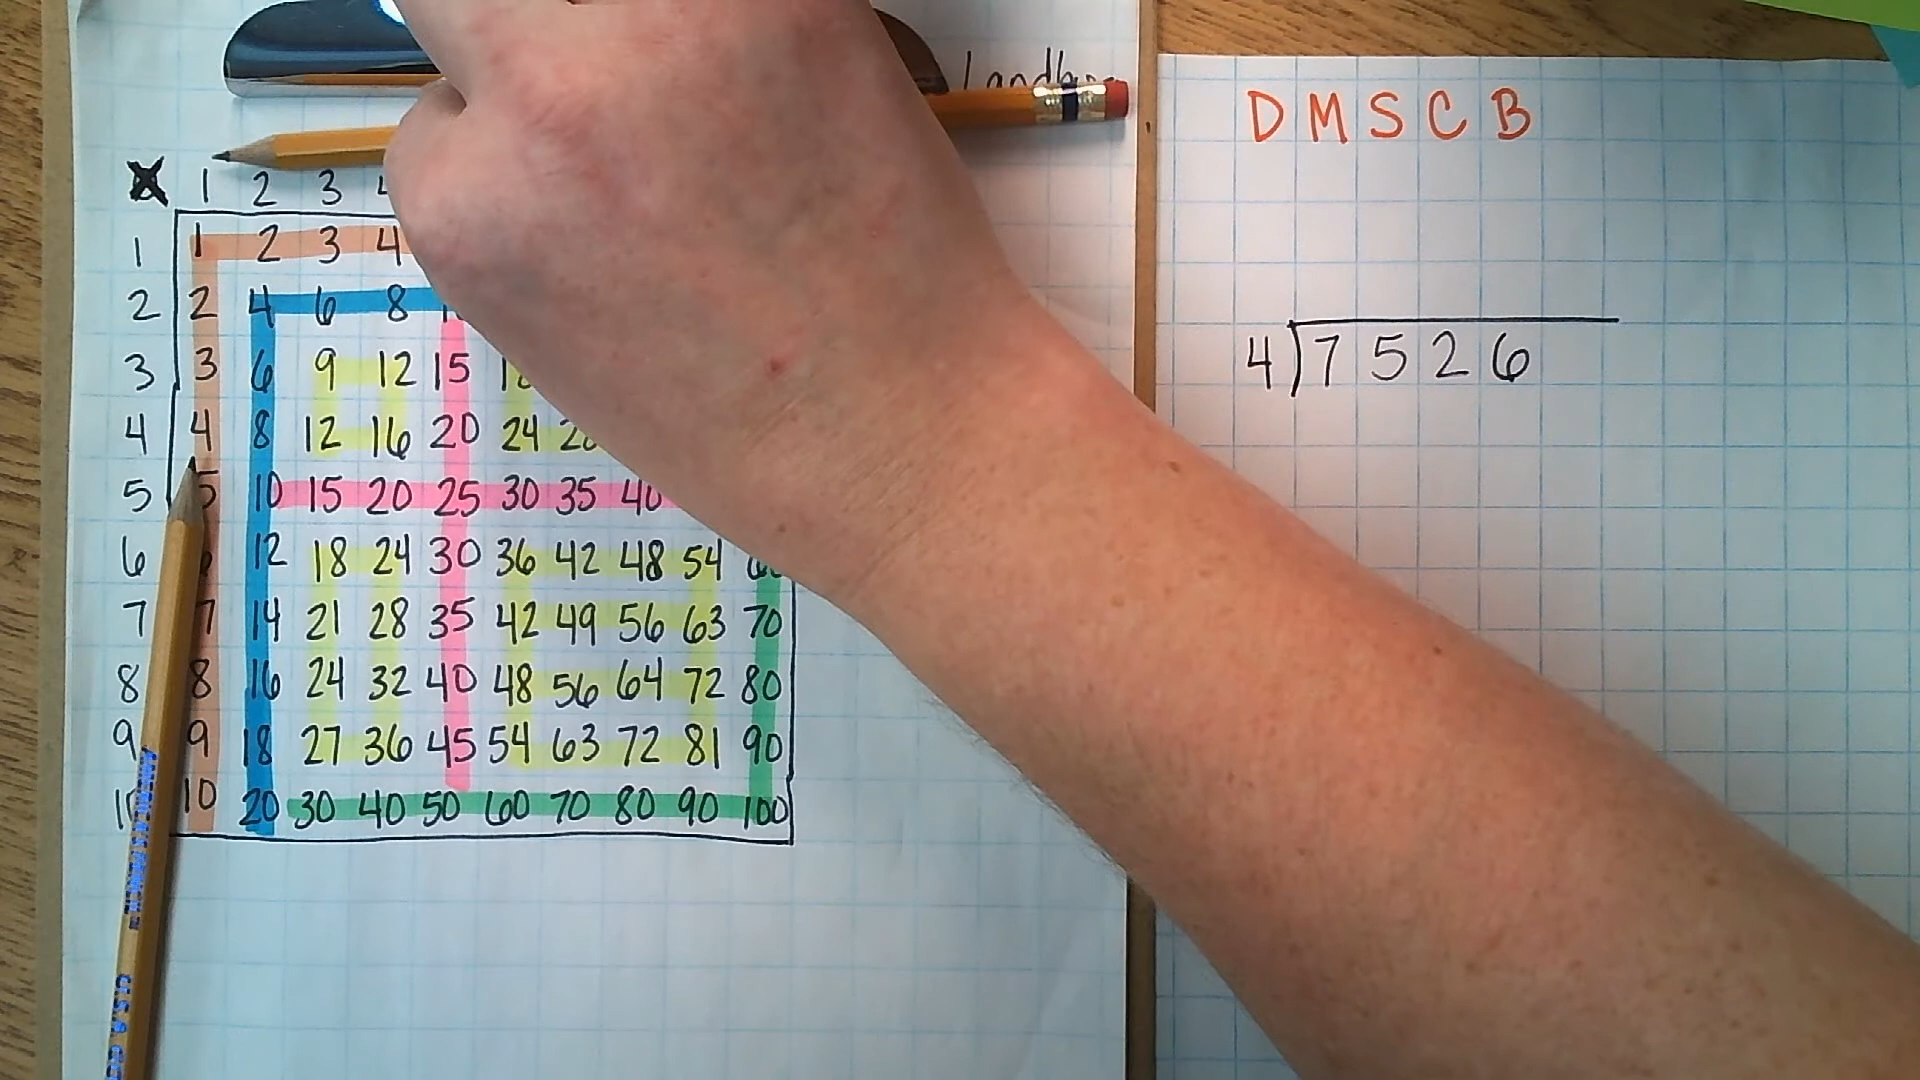 DMSCB
X 1 2 3
1 1 2 3 4
2 2 4 6 8
3 3 6 9 12 15
4 4 8 12 16 20 24
5 5 10 15 20 25 30 35 40
6 12 18 24 30 36 42 48 54
7 7 14 21 28 35 42 49 56 63 70
8 8 16 24 32 40 48 56 64 72 80
9 9 18 27 36 45 54 63 72 81 90
10 20 30 40 50 60 70 80 90 100
4)7526